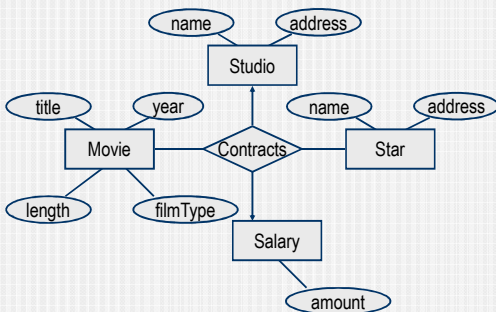 name address
Studio
title year name address
Movie Contracts Star
length filmType
Salary
amount